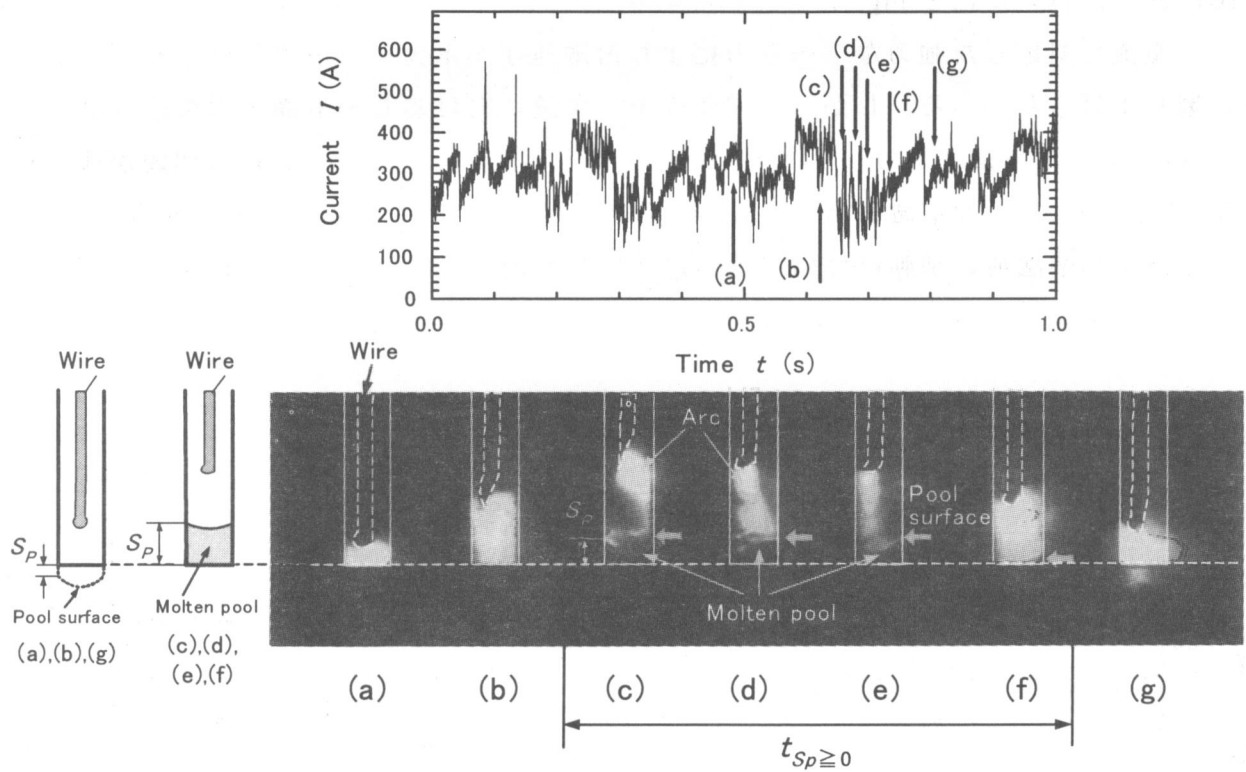 600
500
400
300
200
100
0
Current I (A)
(c)
(d)
(e)
(f)
(g)
(a)
(b)
0.0
0.5
1.0
Time t (s)
Wire
Wire
Wire
Arc
Pool
surface
Molten pool
S_P
S_P
S_P
Pool surface
(a),(b),(g)
Molten pool
(c),(d),
(e),(f)
(a)
(b)
(c)
(d)
(e)
(f)
(g)
t_{Sp≧0}